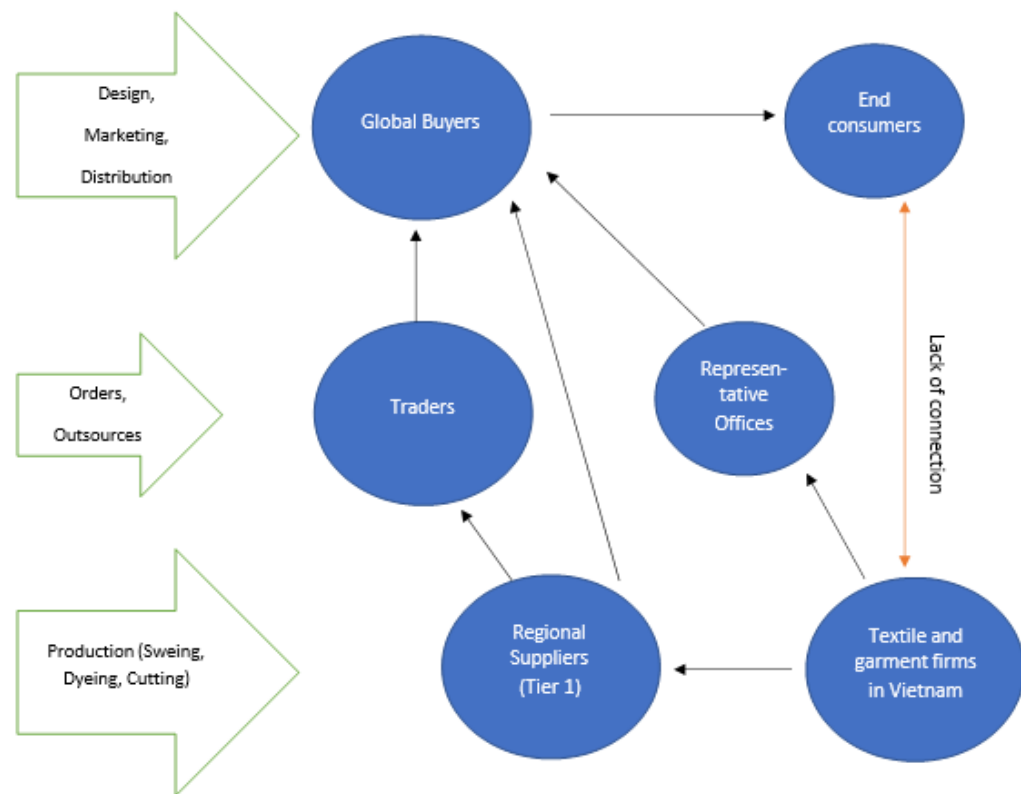 Design,
Marketing,
Distribution
Global Buyers
End
consumers
Orders,
Outsources
Traders
Represen-
tative
Offices
Lack of connection
Production (Sweing,
Dyeing, Cutting)
Regional
Suppliers
(Tier 1)
Textile and
garment firms
in Vietnam